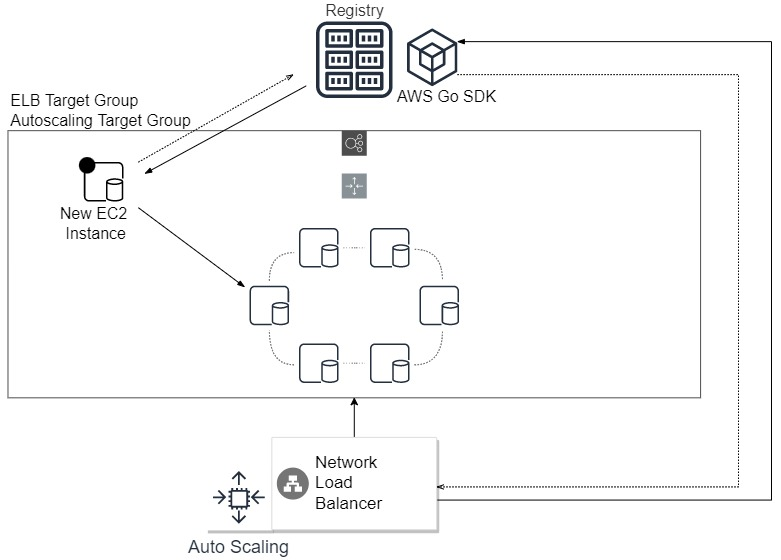 Registry
AWS Go SDK
ELB Target Group
Autoscaling Target Group
New EC2
Instance
Network
Load
Balancer
Auto Scaling